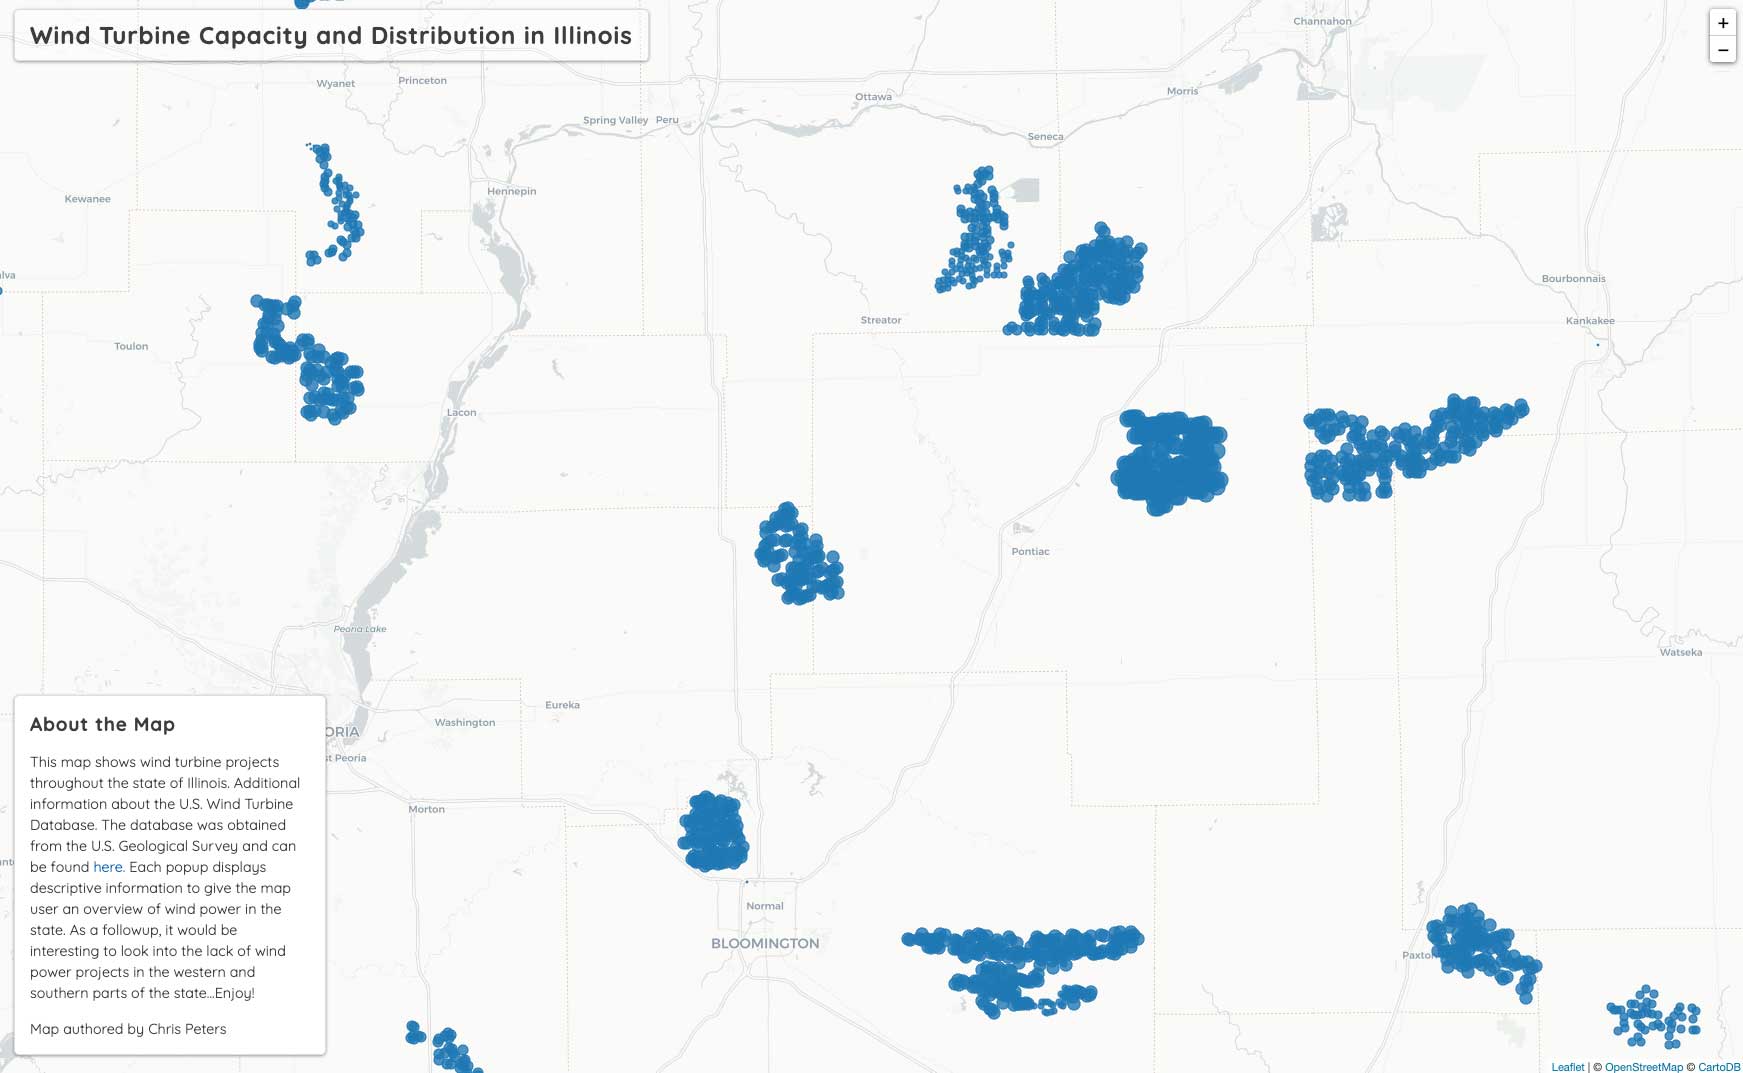 Wind Turbine Capacity and Distribution in Illinois
+
−
Channahon
Wyanet
Princeton
Morris
Ottawa
Spring Valley
Peru
Seneca
Hennepin
Kewanee
Bourbonnais
Streator
Kankakee
Toulon
Lacon
Pontiac
Peoria Lake
Watseka
Eureka
Washington
Morton
Normal
BLOOMINGTON
Paxton
About the Map
This map shows wind turbine projects
throughout the state of Illinois. Additional
information about the U.S. Wind Turbine
Database. The database was obtained
from the U.S. Geological Survey and can
be found here. Each popup displays
descriptive information to give the map
user an overview of wind power in the
state. As a followup, it would be
interesting to look into the lack of wind
power projects in the western and
southern parts of the state...Enjoy!
Map authored by Chris Peters
ORIA
st Peoria
lva
Leaflet | © OpenStreetMap © CartoDB